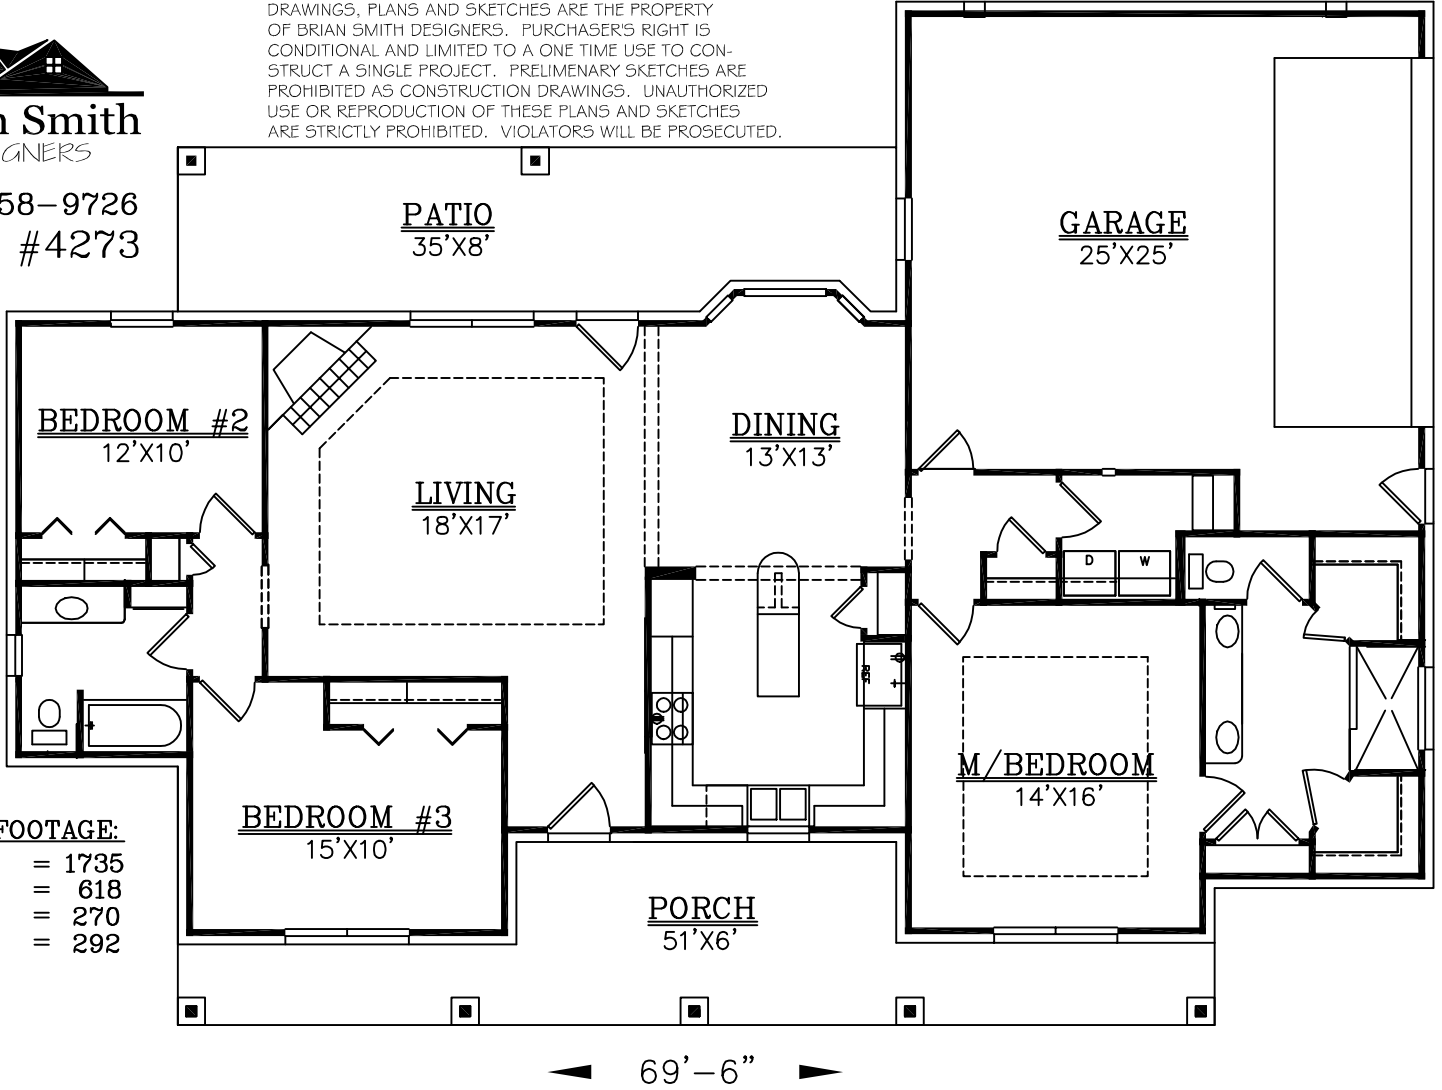 DRAWINGS, PLANS AND SKETCHES ARE THE PROPERTY
OF BRIAN SMITH DESIGNERS. PURCHASER'S RIGHT IS
CONDITIONAL AND LIMITED TO A ONE TIME USE TO CON-
STRUCT A SINGLE PROJECT. PRELIMENARY SKETCHES ARE
PROHIBITED AS CONSTRUCTION DRAWINGS. UNAUTHORIZED
USE OR REPRODUCTION OF THESE PLANS AND SKETCHES
ARE STRICTLY PROHIBITED. VIOLATORS WILL BE PROSECUTED.
n Smith
GNERS
58-9726
#4273
PATIO
35'X8'
GARAGE
25'X25'
BEDROOM #2
12'X10'
LIVING
18'X17'
DINING
13'X13'
D
W
REF
M/BEDROOM
14'X16'
BEDROOM #3
15'X10'
FOOTAGE:
= 1735
= 618
= 270
= 292
PORCH
51'X6'
69'-6"